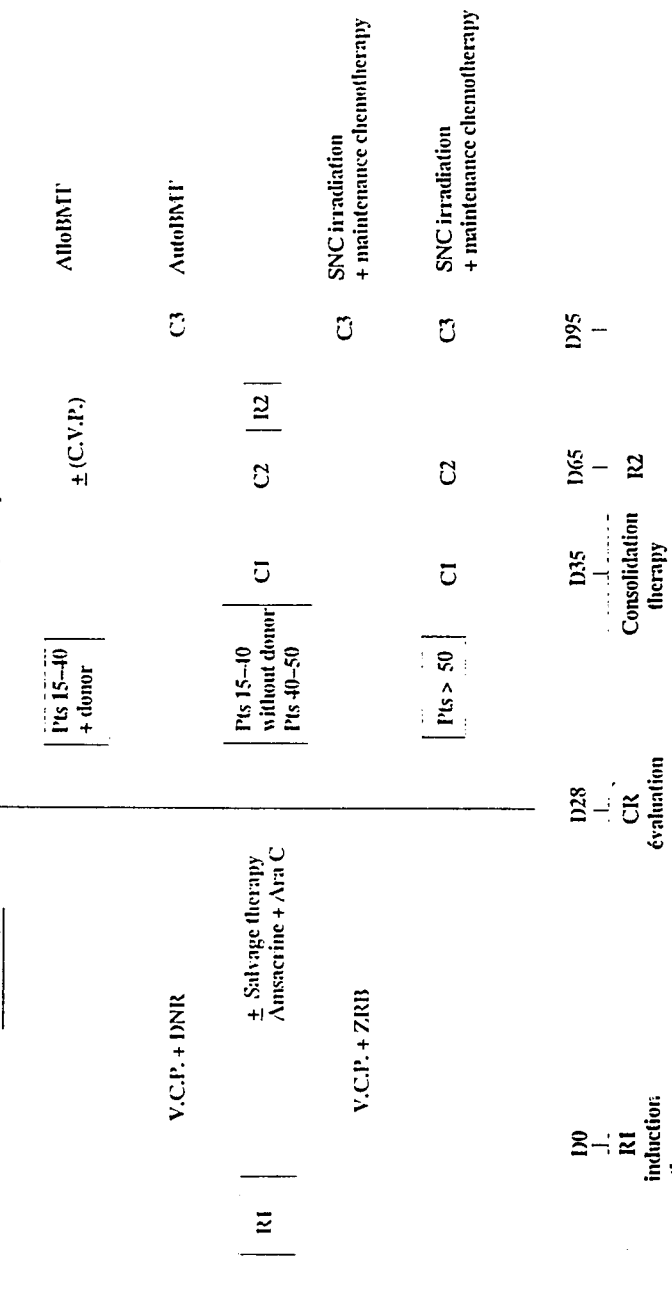 AlloBMT
± (C.V.P.)
Pts 15–40
+ donor
V.C.P. + DNR
C3
AutoBMT
R1
± Salvage therapy
Amsacrine + Ara C
Pts 15–40
without donor
Pts 40–50
C1
C2
R2
V.C.P. + ZRB
C3
SNC irradiation
+ maintenance chemotherapy
Pts > 50
C1
C2
C3
SNC irradiation
+ maintenance chemotherapy
D0
D28
D35
D65
D95
R1
induction
CR
évaluation
Consolidation
therapy
R2